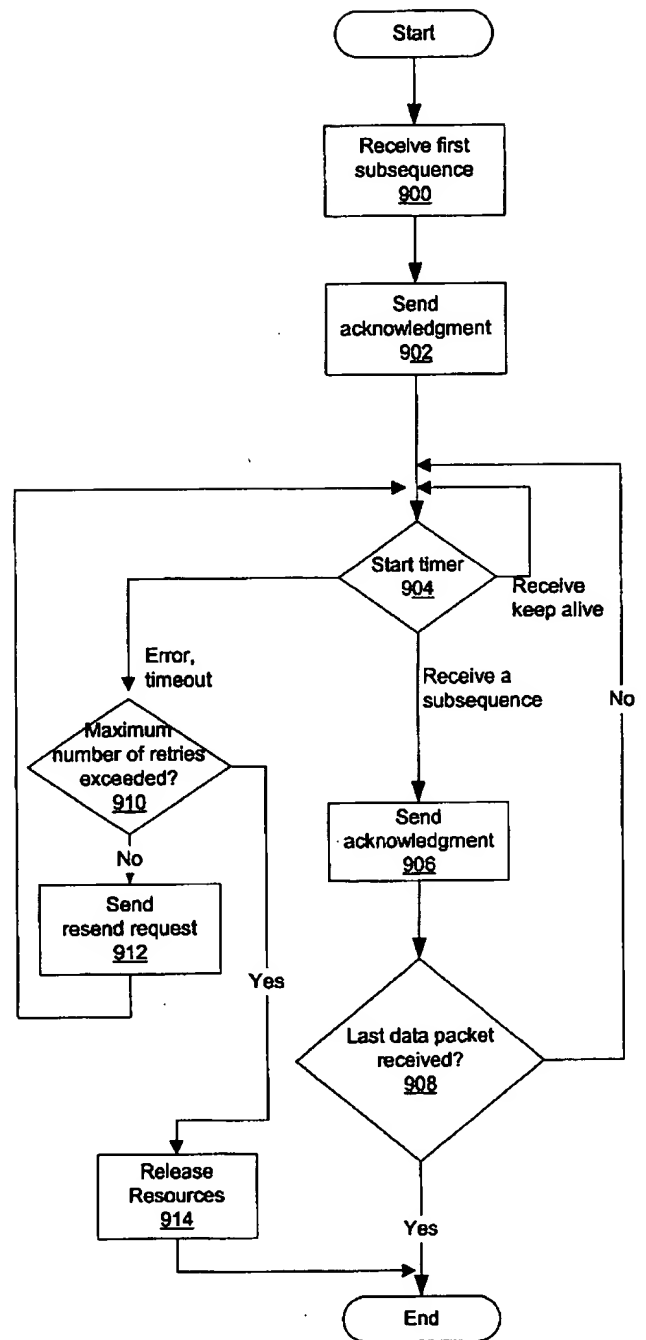 Start
Receive first
subsequence
900
Send
acknowledgment
902
Start timer
904
Receive
keep alive
Error,
timeout
Receive a
subsequence
No
Maximum
number of retries
exceeded?
910
Send
acknowledgment
906
No
Send
resend request
912
Yes
Last data packet
received?
908
Release
Resources
914
Yes
End